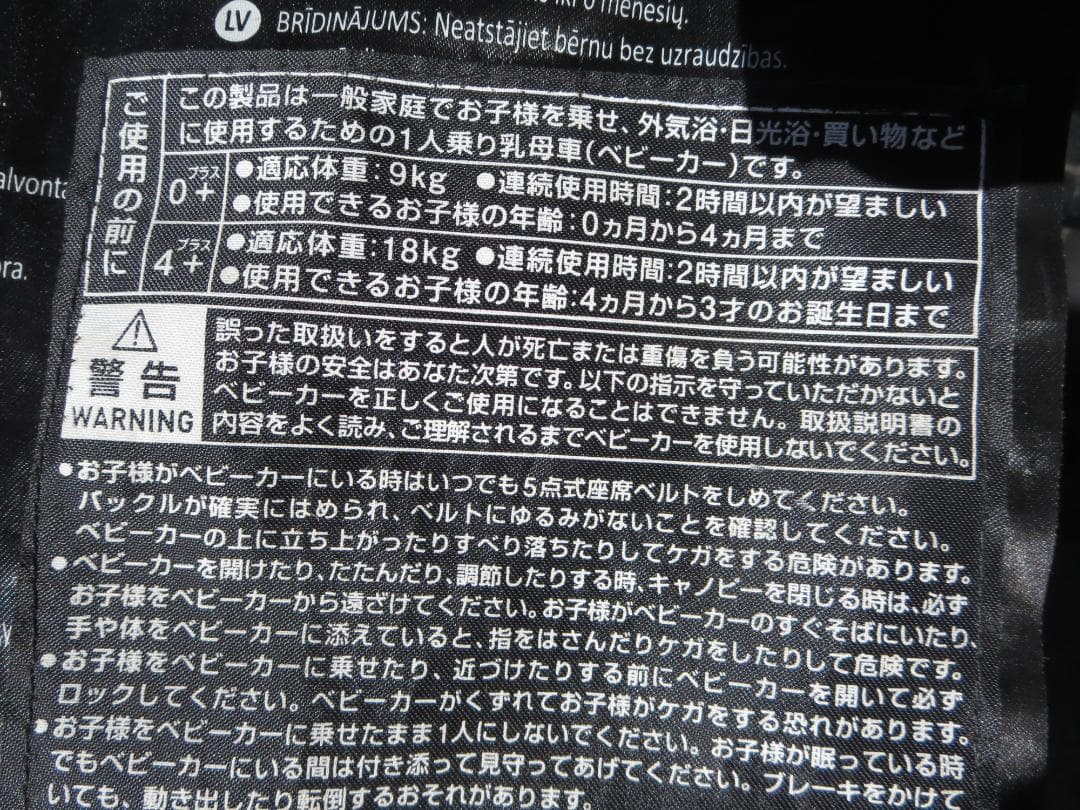 iki 6 mėnesių.
LV BRĪDINĀJUMS: Neatstājiet bērnu bez uzraudzības.
alvonta
ora.
ご使用の前に
この製品は一般家庭でお子様を乗せ、外気浴・日光浴・買い物など
に使用するための1人乗り乳母車(ベビーカー)です。
0+ プラス
●適応体重:9kg ●連続使用時間:2時間以内が望ましい
●使用できるお子様の年齢:0ヵ月から4ヵ月まで
4+ プラス
●適応体重:18kg ●連続使用時間:2時間以内が望ましい
●使用できるお子様の年齢:4ヵ月から3才のお誕生日まで
警告
WARNING
誤った取扱いをすると人が死亡または重傷を負う可能性があります。
お子様の安全はあなた次第です。以下の指示を守っていただかないと
ベビーカーを正しくご使用になることはできません。取扱説明書の
内容をよく読み、ご理解されるまでベビーカーを使用しないでください。
●お子様がベビーカーにいる時はいつでも5点式座席ベルトをしめてください。
バックルが確実にはめられ、ベルトにゆるみがないことを確認してください。
ベビーカーの上に立ち上がったりすべり落ちたりしてケガをする危険があります。
●ベビーカーを開けたり、たたんだり、調節したりする時、キャノピーを閉じる時は、必ず
お子様をベビーカーから遠ざけてください。お子様がベビーカーのすぐそばにいたり、
手や体をベビーカーに添えていると、指をはさんだりケガをしたりして危険です。
●お子様をベビーカーに乗せたり、近づけたりする前にベビーカーを開いて必ず
ロックしてください。ベビーカーがくずれてお子様がケガをする恐れがあります。
●お子様をベビーカーに乗せたまま1人にしないでください。お子様が眠っている時
でもベビーカーにいる間は付き添って見守ってあげてください。ブレーキをかけて
いても、動き出したり転倒するおそれがあります。